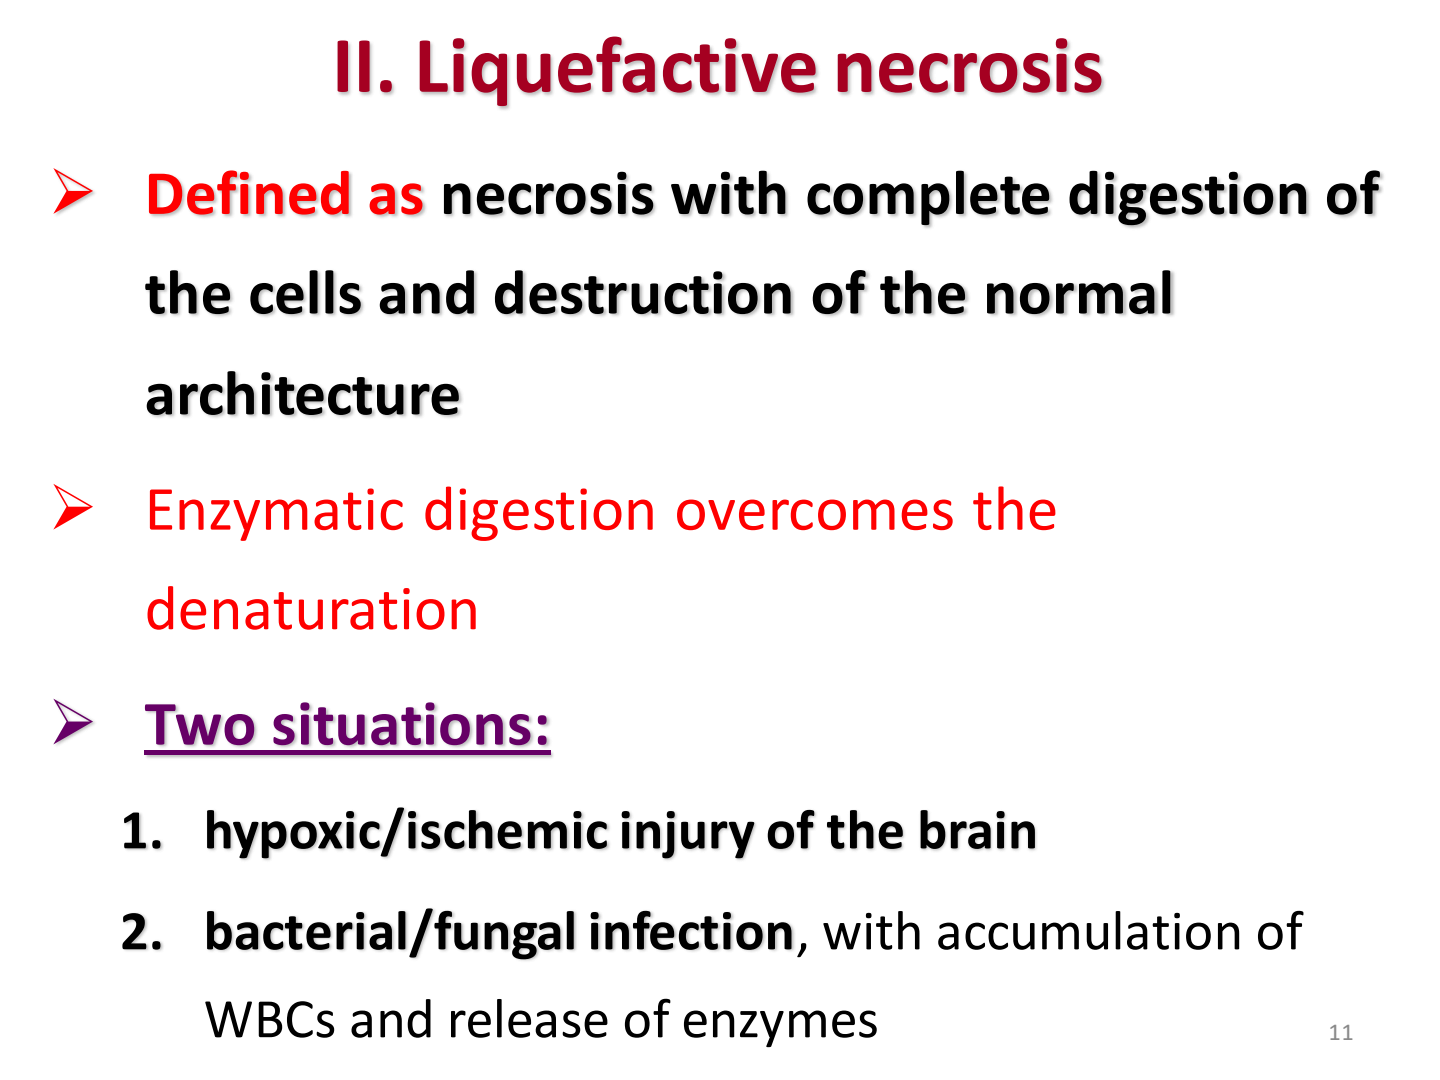 II. Liquefactive necrosis
➢ Defined as necrosis with complete digestion of
the cells and destruction of the normal
architecture
➢ Enzymatic digestion overcomes the
denaturation
➢ Two situations:
1. hypoxic/ischemic injury of the brain
2. bacterial/fungal infection, with accumulation of
WBCs and release of enzymes
11